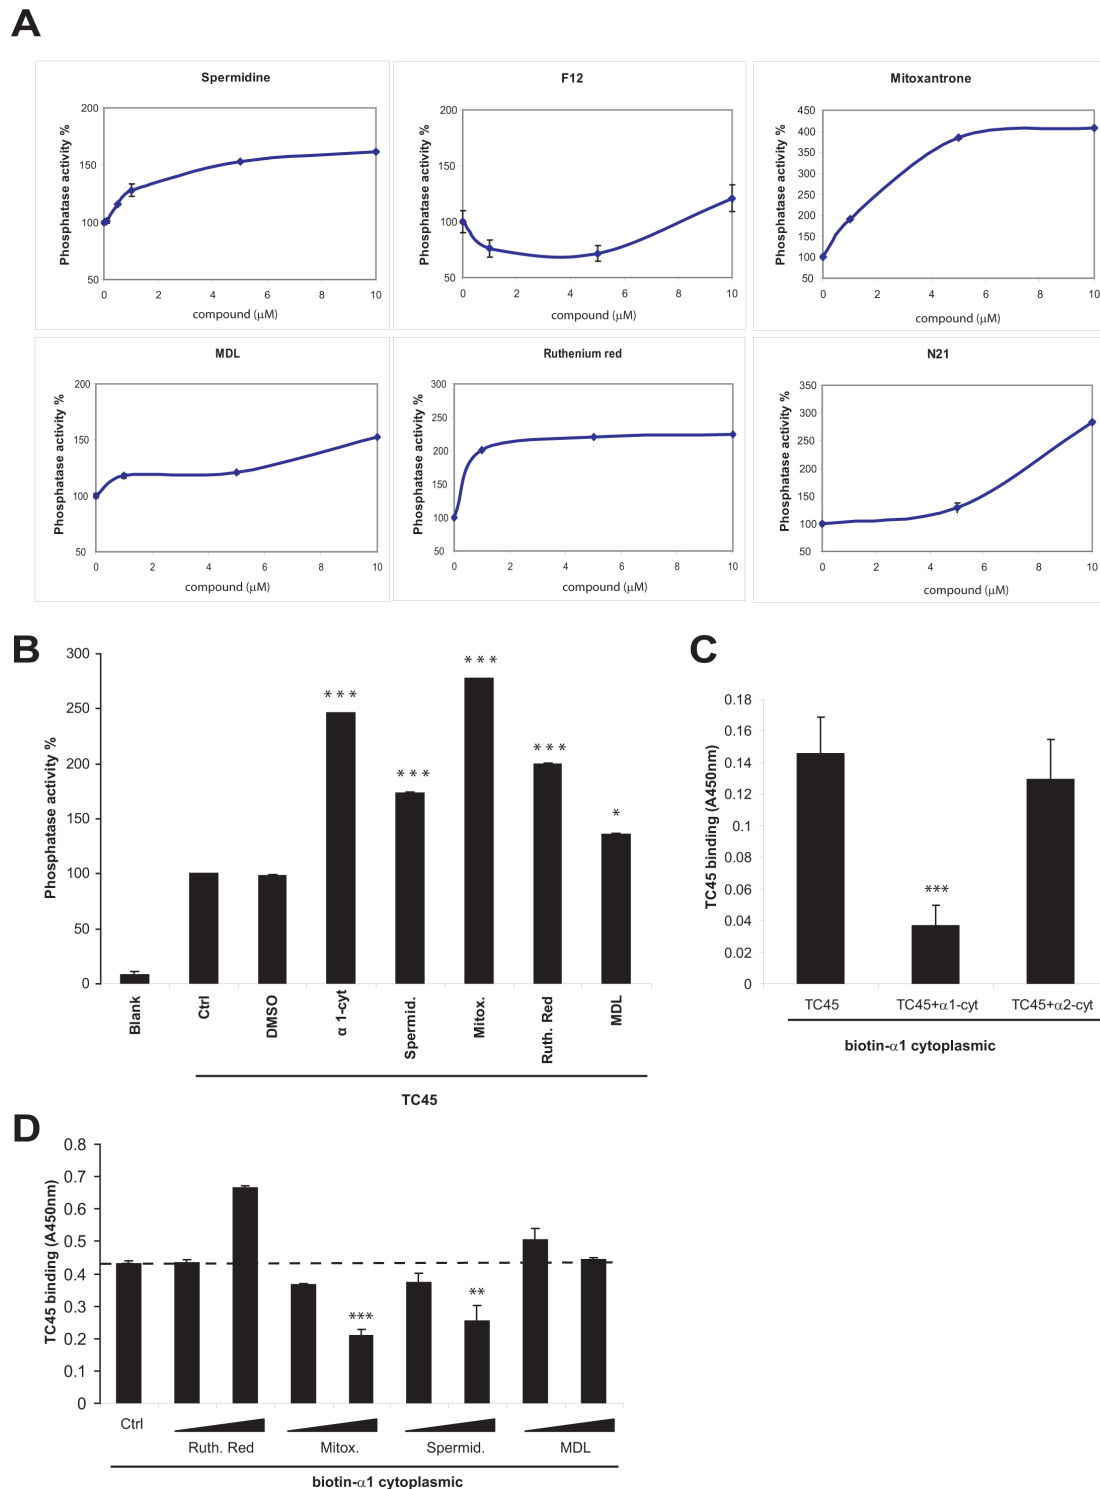 A
Spermidine
Phosphatase activity %
200
150
100
50
0 2 4 6 8 10
compound (μM)
F12
Phosphatase activity %
200
150
100
50
0 2 4 6 8 10
compound (μM)
Mitoxantrone
Phosphatase activity %
450
400
350
300
250
200
150
100
50
0 2 4 6 8 10
compound (μM)
MDL
Phosphatase activity %
200
150
100
50
0 2 4 6 8 10
compound (μM)
Ruthenium red
Phosphatase activity %
300
250
200
150
100
50
0 2 4 6 8 10
compound (μM)
N21
Phosphatase activity %
350
300
250
200
150
100
50
0 2 4 6 8 10
compound (μM)
B
Phosphatase activity %
300
250
200
150
100
50
0
*** *** *** *** *
Blank Ctrl DMSO α 1-cyt Spermid. Mitox. Ruth. Red MDL
TC45
C
TC45 binding (A450nm)
0.18
0.16
0.14
0.12
0.1
0.08
0.06
0.04
0.02
0
***
TC45 TC45+α1-cyt TC45+α2-cyt
biotin-α1 cytoplasmic
D
TC45 binding (A450nm)
0.8
0.7
0.6
0.5
0.4
0.3
0.2
0.1
0
*** **
Ctrl Ruth. Red Mitox. Spermid. MDL
biotin-α1 cytoplasmic